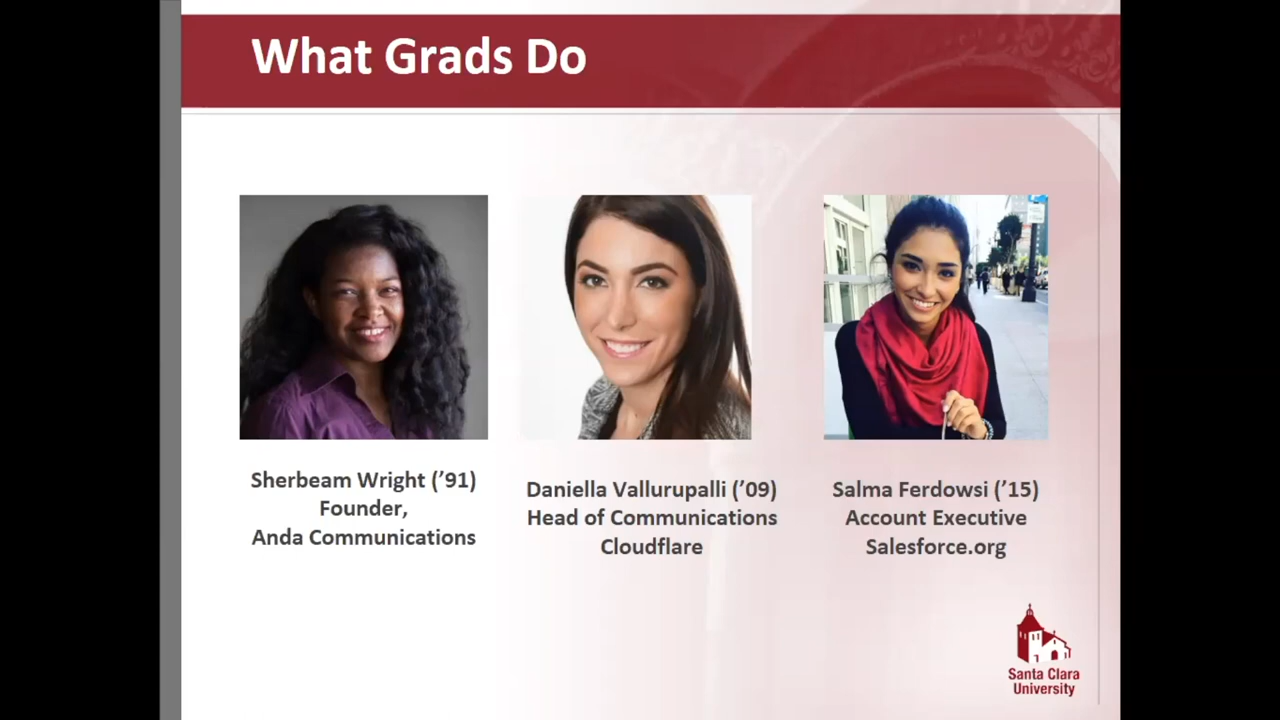 What Grads Do
Sherbeam Wright (’91)
Founder,
Anda Communications
Daniella Vallurupalli (’09)
Head of Communications
Cloudflare
Salma Ferdowsi (’15)
Account Executive
Salesforce.org
Santa Clara
University